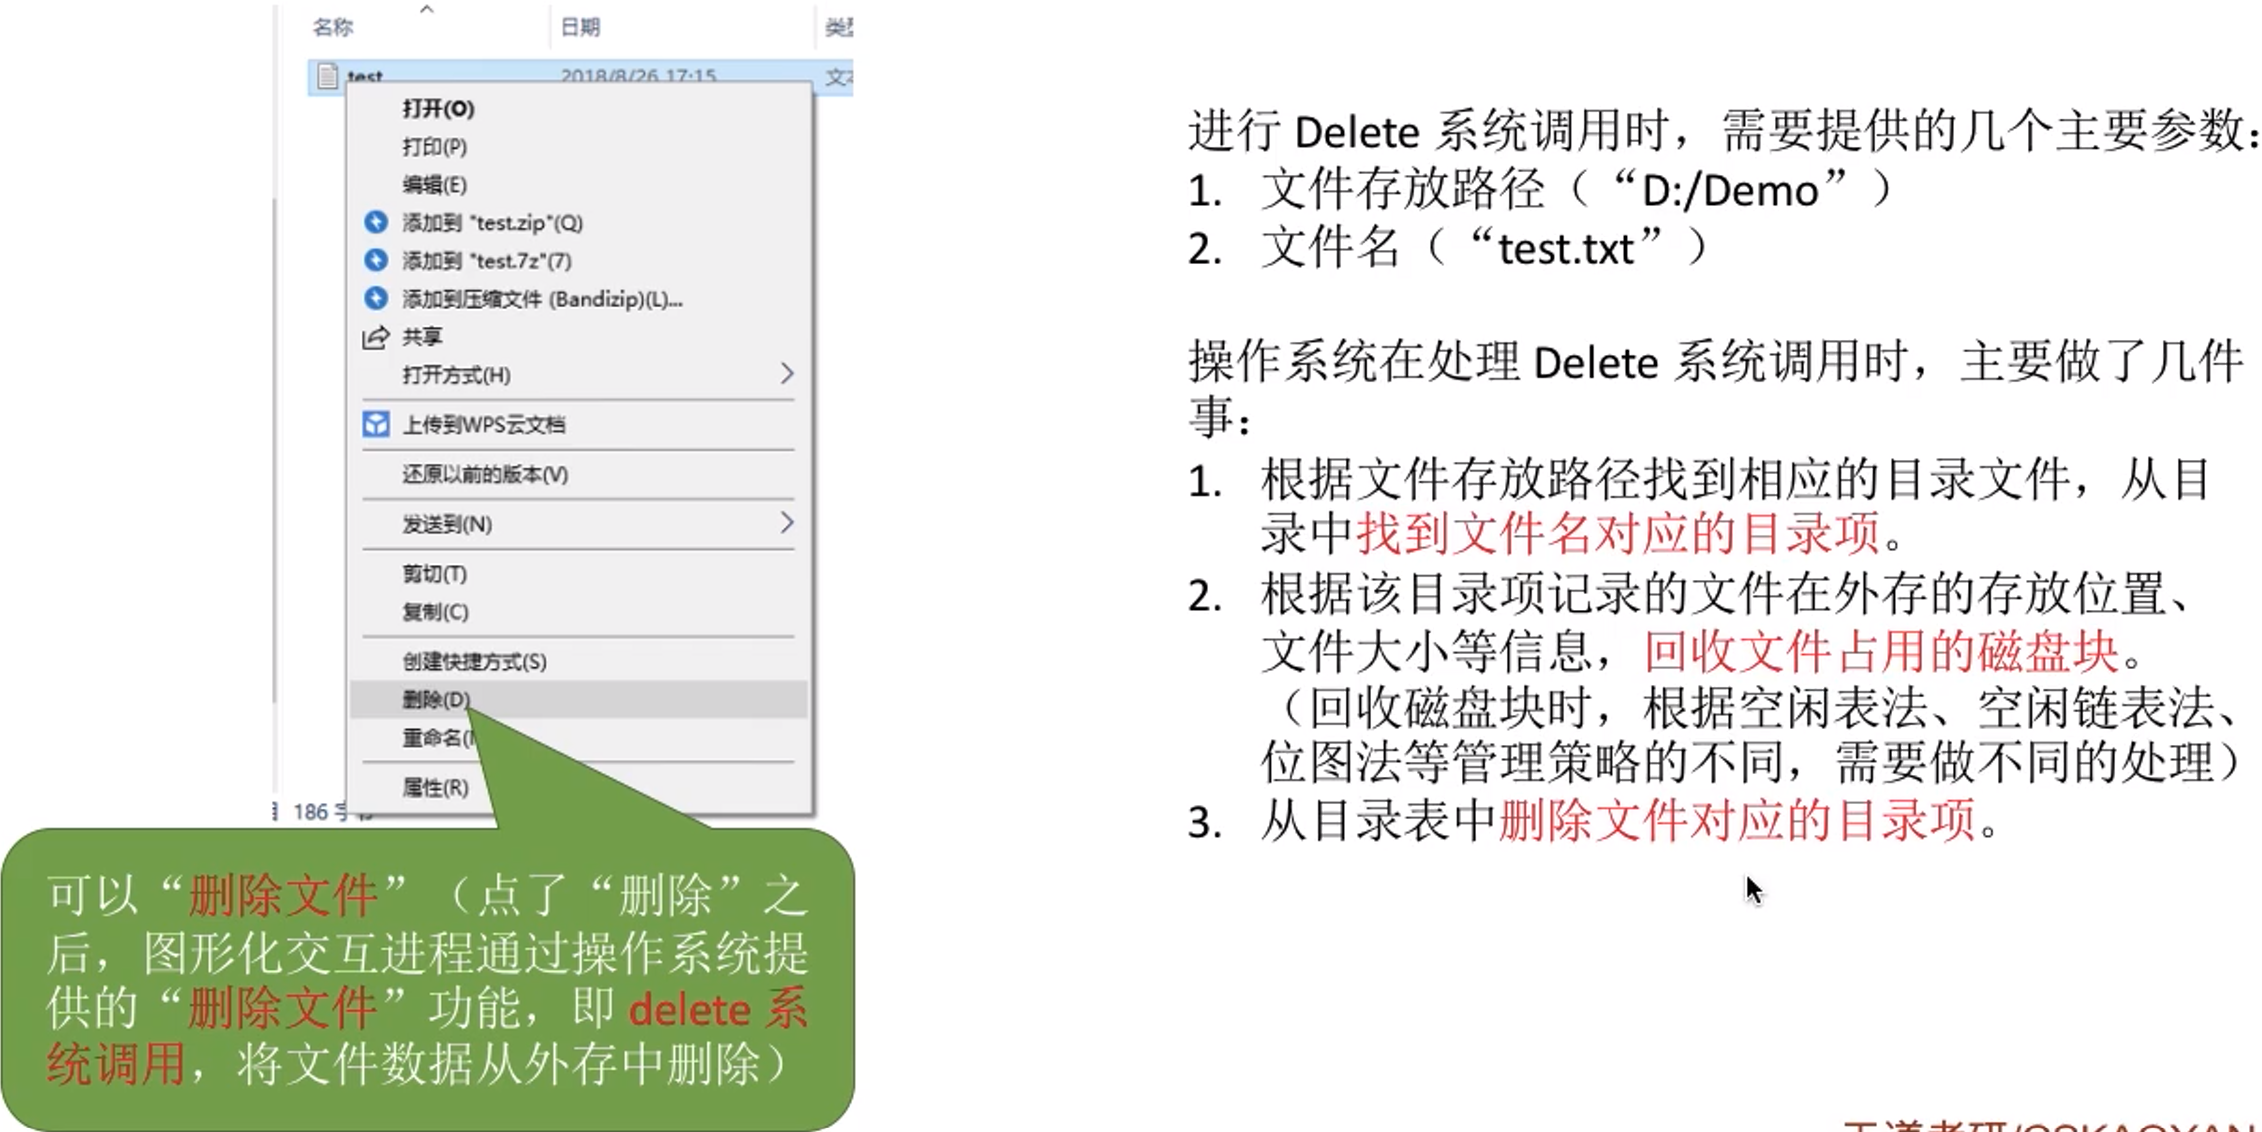 名称 日期
test 2018/8/26 17:15
打开(O)
打印(P)
编辑(E)
添加到 "test.zip"(Q)
添加到 "test.7z"(7)
添加到压缩文件 (Bandizip)(L)...
共享
打开方式(H)
上传到WPS云文档
还原以前的版本(V)
发送到(N)
剪切(T)
复制(C)
创建快捷方式(S)
删除(D)
重命名(
属性(R)
186
可以“删除文件”（点了“删除”之
后，图形化交互进程通过操作系统提
供的“删除文件”功能，即 delete 系
统调用，将文件数据从外存中删除）
进行 Delete 系统调用时，需要提供的几个主要参数：
1. 文件存放路径（“D:/Demo”）
2. 文件名（“test.txt”）
操作系统在处理 Delete 系统调用时，主要做了几件
事：
1. 根据文件存放路径找到相应的目录文件，从目
录中找到文件名对应的目录项。
2. 根据该目录项记录的文件在外存的存放位置、
文件大小等信息，回收文件占用的磁盘块。
（回收磁盘块时，根据空闲表法、空闲链表法、
位图法等管理策略的不同，需要做不同的处理）
3. 从目录表中删除文件对应的目录项。